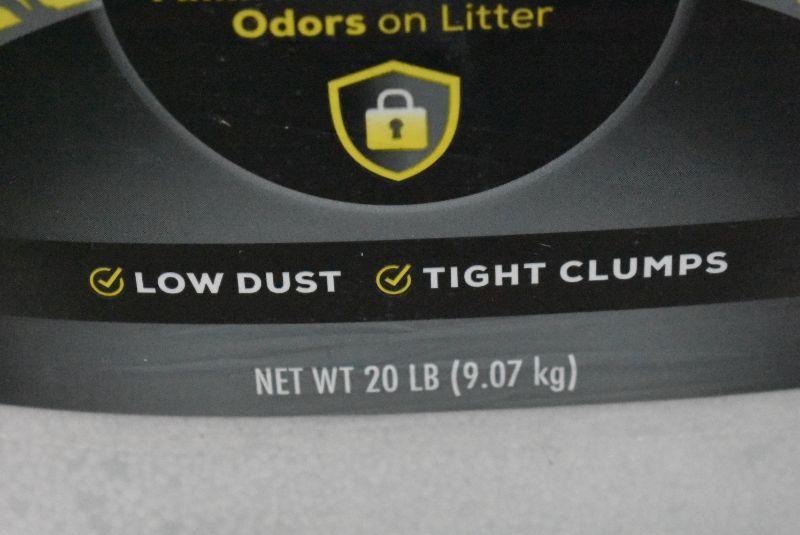 Odors on Litter
LOW DUST TIGHT CLUMPS
NET WT 20 LB (9.07 kg)